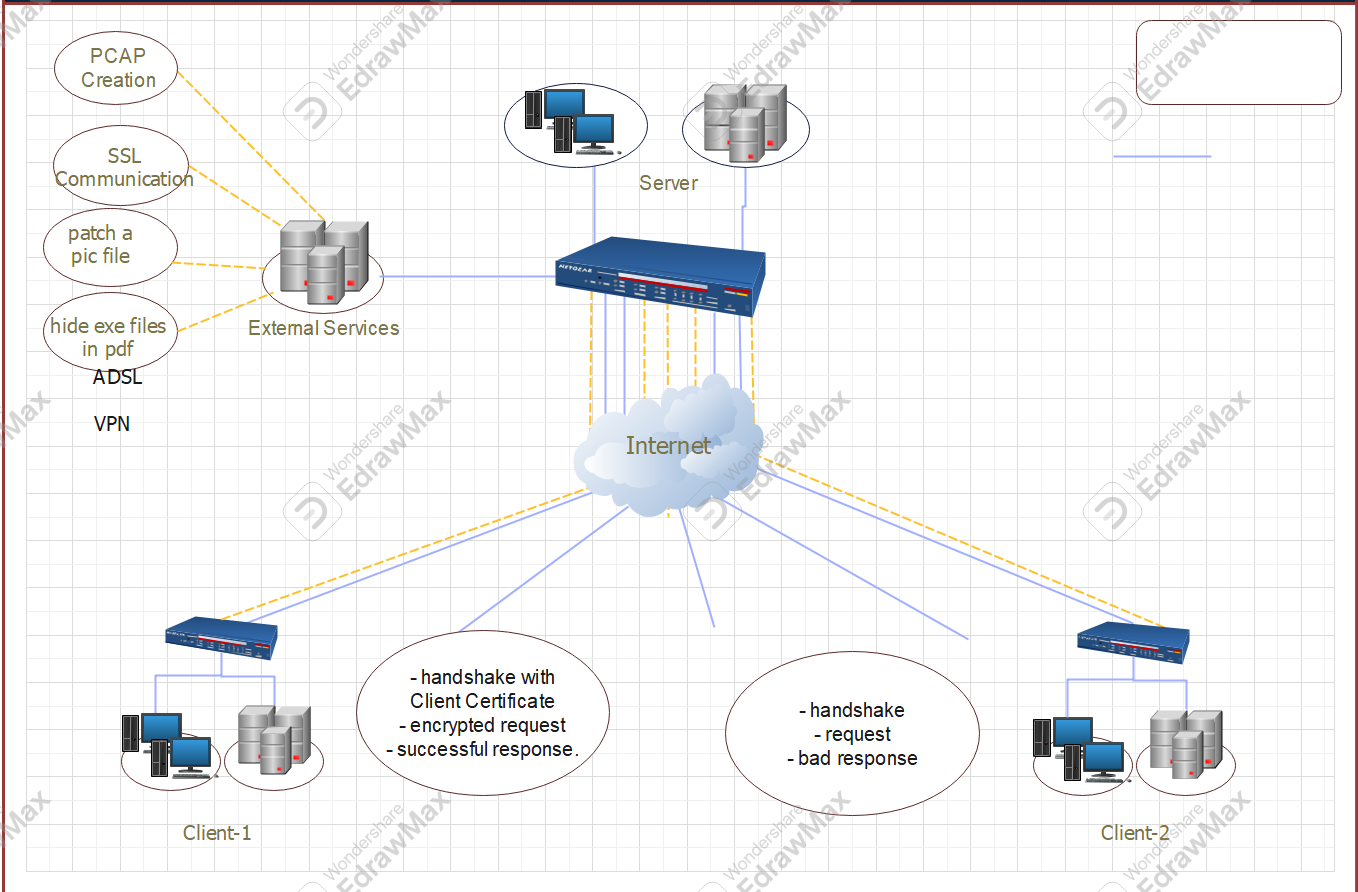 PCAP
Creation
SSL
Communication
patch a
pic file
hide exe files
in pdf
ADSL
VPN
External Services
Server
NETGEAR
Internet
- handshake with
Client Certificate
- encrypted request
- successful response.
- handshake
- request
- bad response
Client-1
Client-2
Wondershare
EdrawMax